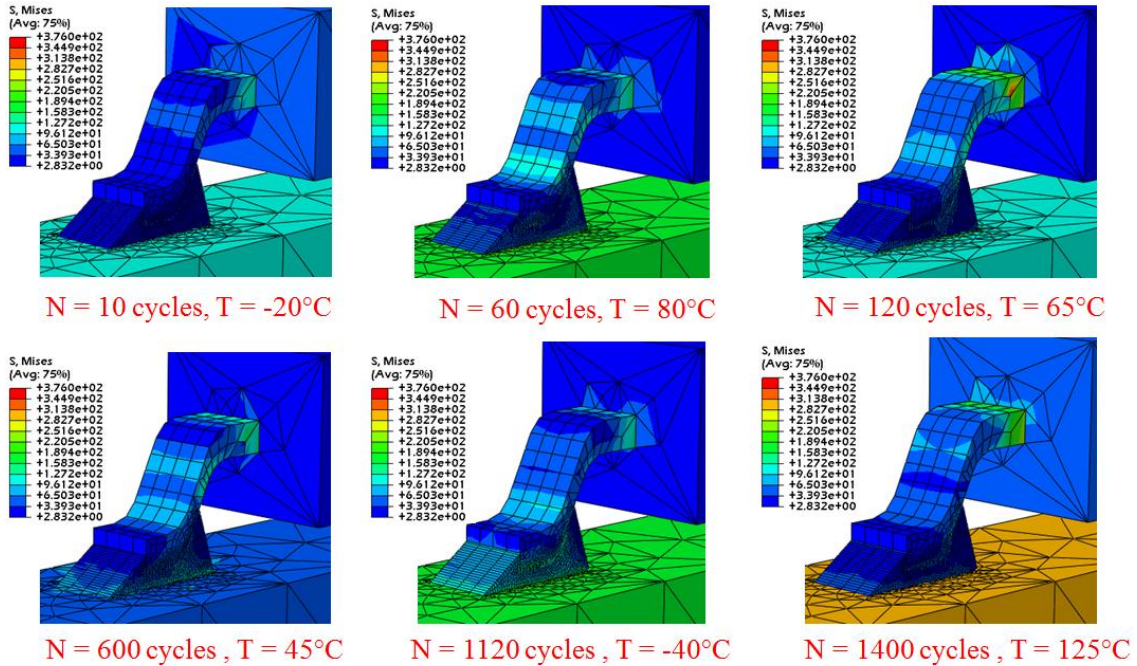 S, Mises
(Avg: 75%)
+3.760e+02
+3.449e+02
+3.138e+02
+2.827e+02
+2.516e+02
+2.205e+02
+1.894e+02
+1.583e+02
+1.272e+02
+9.612e+01
+6.503e+01
+3.393e+01
+2.832e+00
S, Mises
(Avg: 75%)
+3.760e+02
+3.449e+02
+3.138e+02
+2.827e+02
+2.516e+02
+2.205e+02
+1.894e+02
+1.583e+02
+1.272e+02
+9.612e+01
+6.503e+01
+3.393e+01
+2.832e+00
S, Mises
(Avg: 75%)
+3.760e+02
+3.449e+02
+3.138e+02
+2.827e+02
+2.516e+02
+2.205e+02
+1.894e+02
+1.583e+02
+1.272e+02
+9.612e+01
+6.503e+01
+3.393e+01
+2.832e+00
N = 10 cycles, T = -20°C
N = 60 cycles, T = 80°C
N = 120 cycles, T = 65°C
S, Mises
(Avg: 75%)
+3.760e+02
+3.449e+02
+3.138e+02
+2.827e+02
+2.516e+02
+2.205e+02
+1.894e+02
+1.583e+02
+1.272e+02
+9.612e+01
+6.503e+01
+3.393e+01
+2.832e+00
S, Mises
(Avg: 75%)
+3.760e+02
+3.449e+02
+3.138e+02
+2.827e+02
+2.516e+02
+2.205e+02
+1.894e+02
+1.583e+02
+1.272e+02
+9.612e+01
+6.503e+01
+3.393e+01
+2.832e+00
S, Mises
(Avg: 75%)
+3.760e+02
+3.449e+02
+3.138e+02
+2.827e+02
+2.516e+02
+2.205e+02
+1.894e+02
+1.583e+02
+1.272e+02
+9.612e+01
+6.503e+01
+3.393e+01
+2.832e+00
N = 600 cycles , T = 45°C
N = 1120 cycles , T = -40°C
N = 1400 cycles , T = 125°C